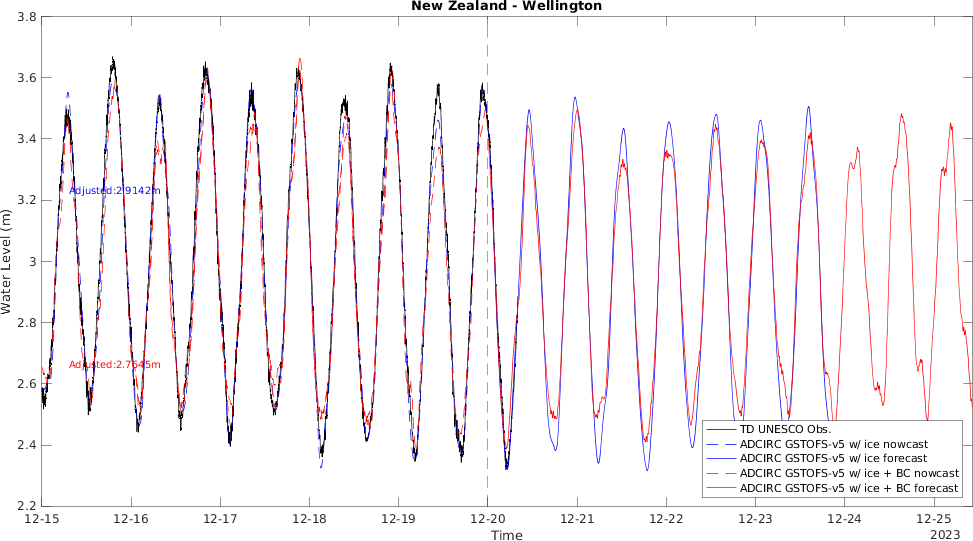 New Zealand - Wellington
3.8
3.6
3.4
3.2
3
2.8
2.6
2.4
2.2
Water Level (m)
Adjusted:2.9142m
Adjusted:2.7645m
TD UNESCO Obs.
ADCIRC GSTOFS-v5 w/ ice nowcast
ADCIRC GSTOFS-v5 w/ ice forecast
ADCIRC GSTOFS-v5 w/ ice + BC nowcast
ADCIRC GSTOFS-v5 w/ ice + BC forecast
12-15 12-16 12-17 12-18 12-19 12-20 12-21 12-22 12-23 12-24 12-25
2023
Time